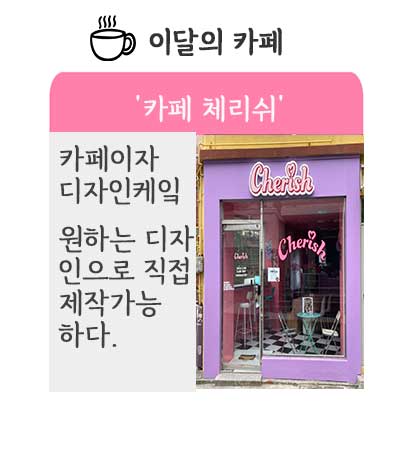 이달의 카페
'카페 체리쉬'
카페이자
디자인케잌
원하는 디자
인으로 직접
제작가능
하다.
Cherish
Cherish
Cherish